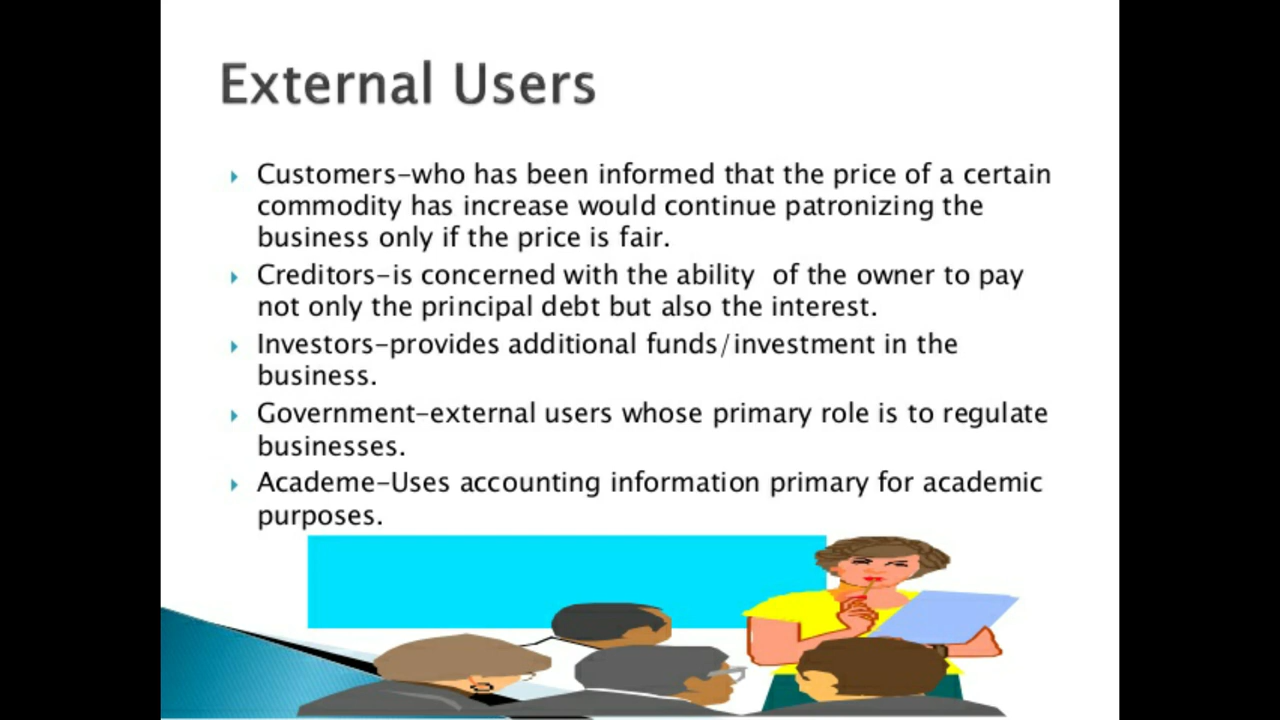 External Users
Customers-who has been informed that the price of a certain
commodity has increase would continue patronizing the
business only if the price is fair.
Creditors-is concerned with the ability of the owner to pay
not only the principal debt but also the interest.
Investors-provides additional funds/investment in the
business.
Government-external users whose primary role is to regulate
businesses.
Academe-Uses accounting information primary for academic
purposes.